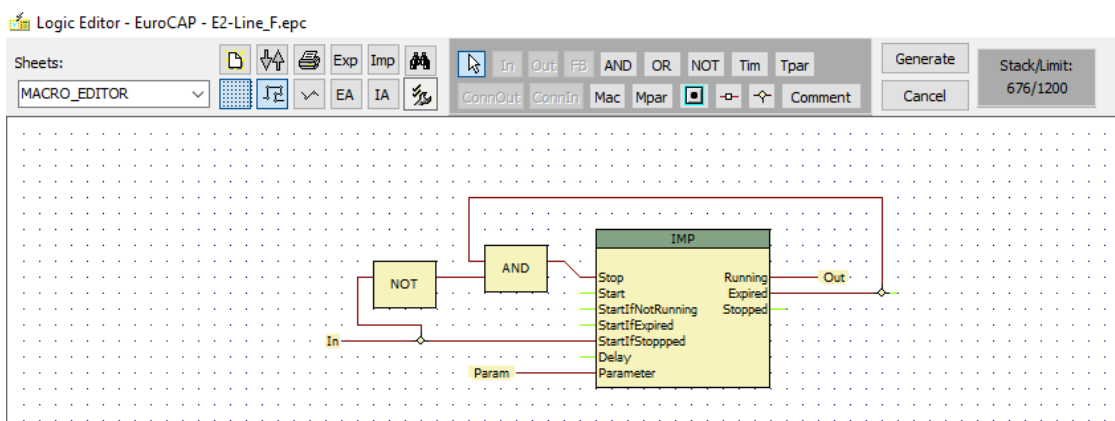 Logic Editor - EuroCAP - E2-Line_F.epc
Sheets:
Exp Imp
In Out FB AND OR NOT Tim Tpar
Generate
Stack/Limit:
676/1200
MACRO_EDITOR
EA IA
ConnOut ConnIn Mac Mpar Comment
Cancel
IMP
AND
NOT
Stop Running Out
Start Expired
StartIfNotRunning Stopped
StartIfExpired
In StartIfStoppped
Delay
Param Parameter